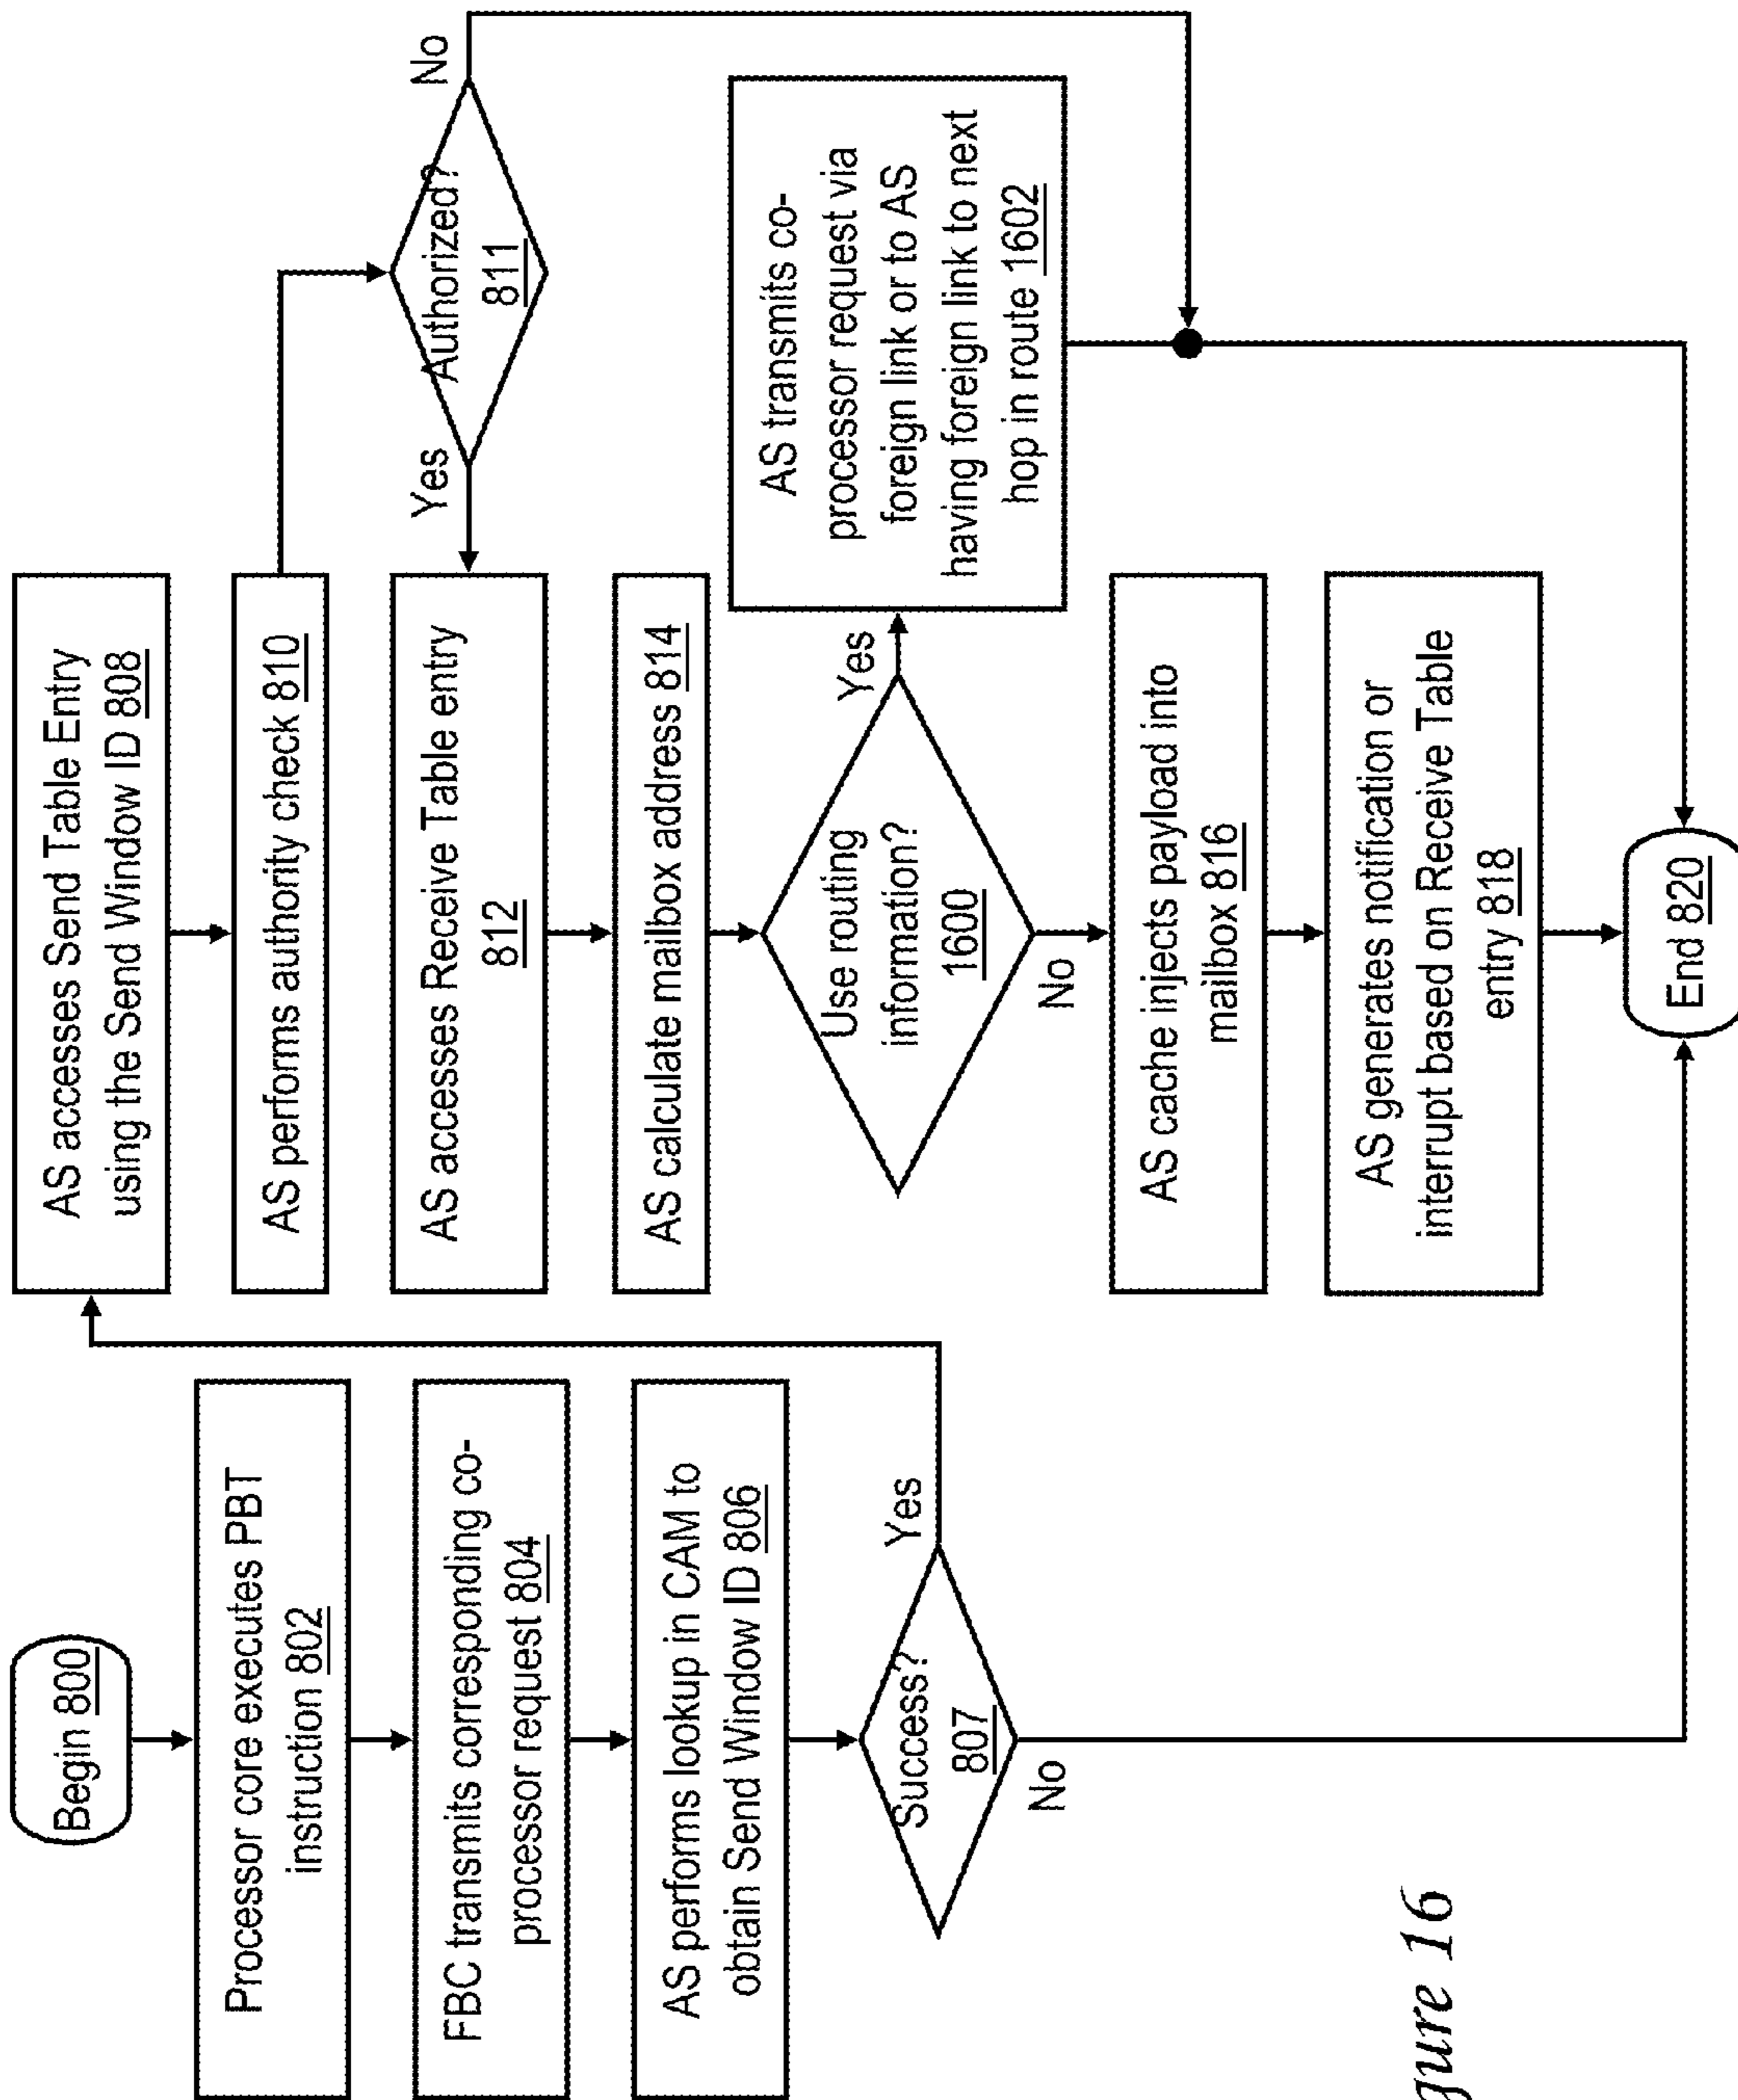 Begin 800
Processor core executes PBT
instruction 802
FBC transmits corresponding co-
processor request 804
AS performs lookup in CAM to
obtain Send Window ID 806
Success?
807
Yes
No
AS accesses Send Table Entry
using the Send Window ID 808
AS performs authority check 810
Authorized?
811
Yes
No
AS accesses Receive Table entry
812
AS calculate mailbox address 814
Use routing
information?
1600
Yes
No
AS transmits co-
processor request via
foreign link or to AS
having foreign link to next
hop in route 1602
AS cache injects payload into
mailbox 816
AS generates notification or
interrupt based on Receive Table
entry 818
End 820
gure 16